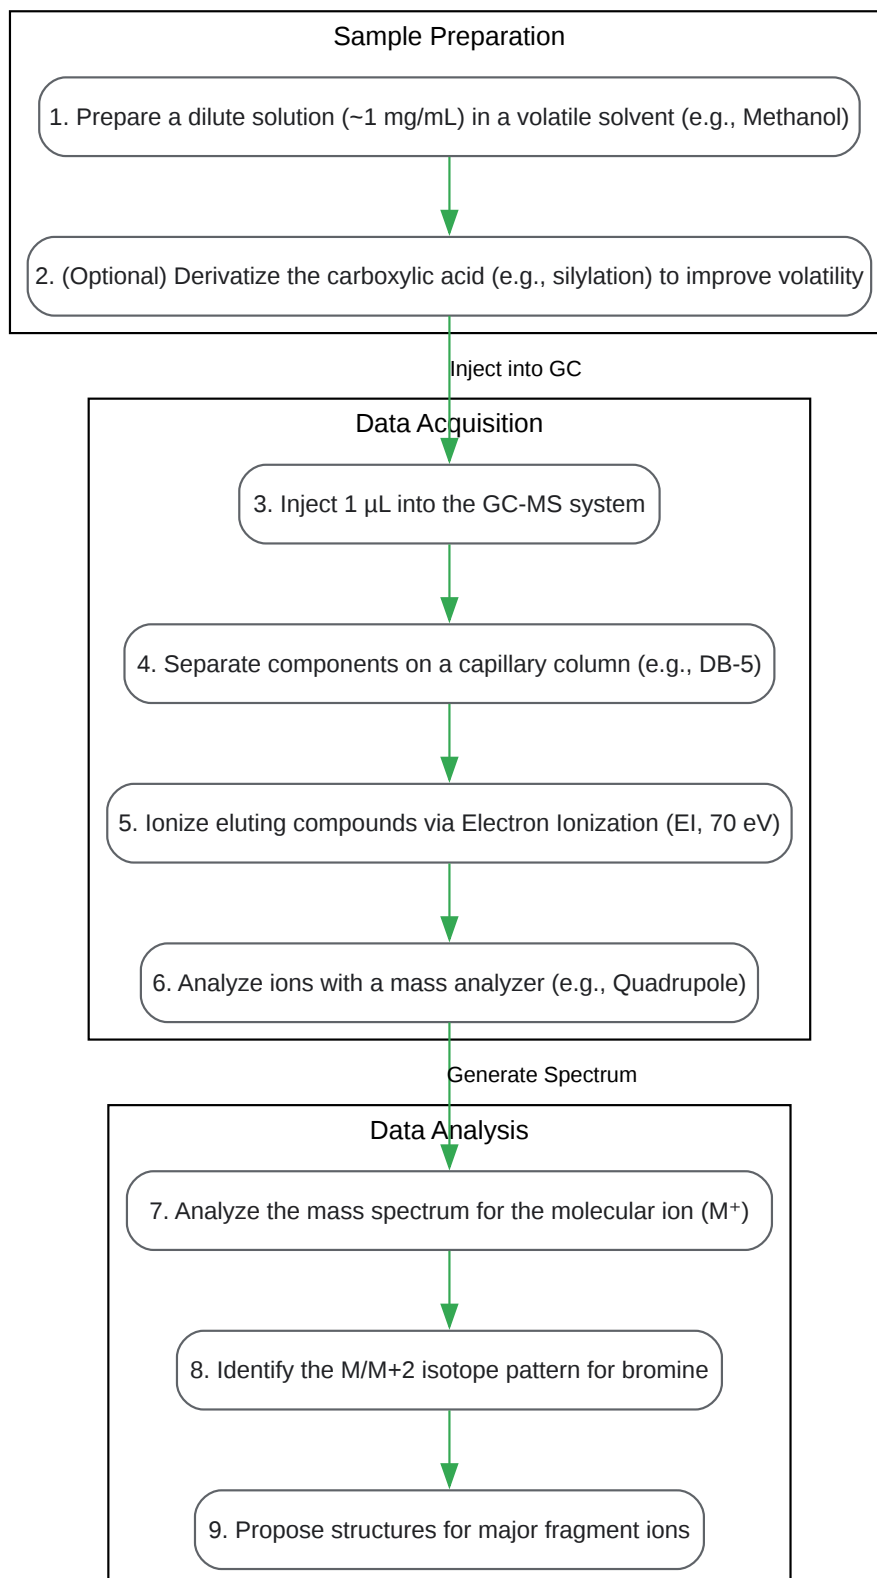 Sample Preparation
1. Prepare a dilute solution (~1 mg/mL) in a volatile solvent (e.g., Methanol)
2. (Optional) Derivatize the carboxylic acid (e.g., silylation) to improve volatility
Inject into GC
Data Acquisition
3. Inject 1 µL into the GC-MS system
4. Separate components on a capillary column (e.g., DB-5)
5. Ionize eluting compounds via Electron Ionization (EI, 70 eV)
6. Analyze ions with a mass analyzer (e.g., Quadrupole)
Generate Spectrum
Data Analysis
7. Analyze the mass spectrum for the molecular ion (M⁺)
8. Identify the M/M+2 isotope pattern for bromine
9. Propose structures for major fragment ions